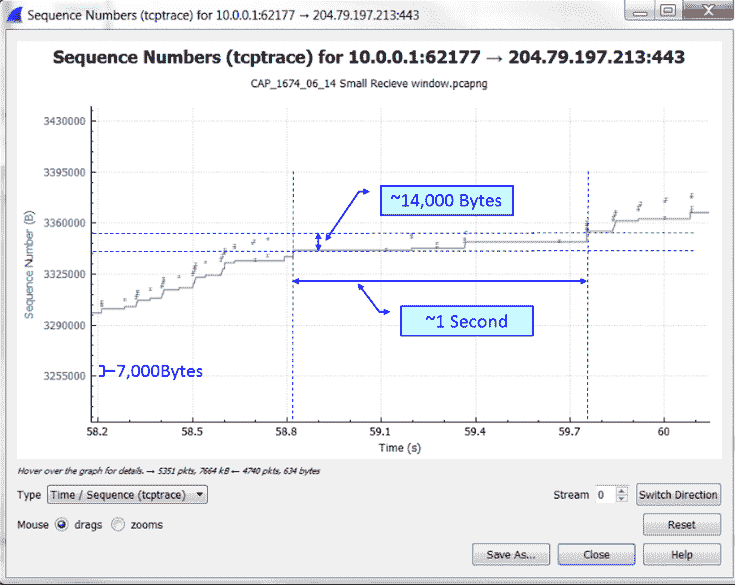 Sequence Numbers (tcptrace) for 10.0.0.1:62177 → 204.79.197.213:443
Sequence Numbers (tcptrace) for 10.0.0.1:62177 → 204.79.197.213:443
CAP_1674_06_14 Small Recieve window.pcapng
3430000
3395000
3360000
3325000
3290000
3255000
Sequence Number (B)
~14,000 Bytes
~1 Second
7,000Bytes
58.2 58.5 58.8 59.1 59.4 59.7 60
Time (s)
Hover over the graph for details. → 5351 pkts, 7664 kB ← 4740 pkts, 634 bytes
Type Time / Sequence (tcptrace) Stream 0 Switch Direction
Mouse drags zooms Reset
Save As... Close Help